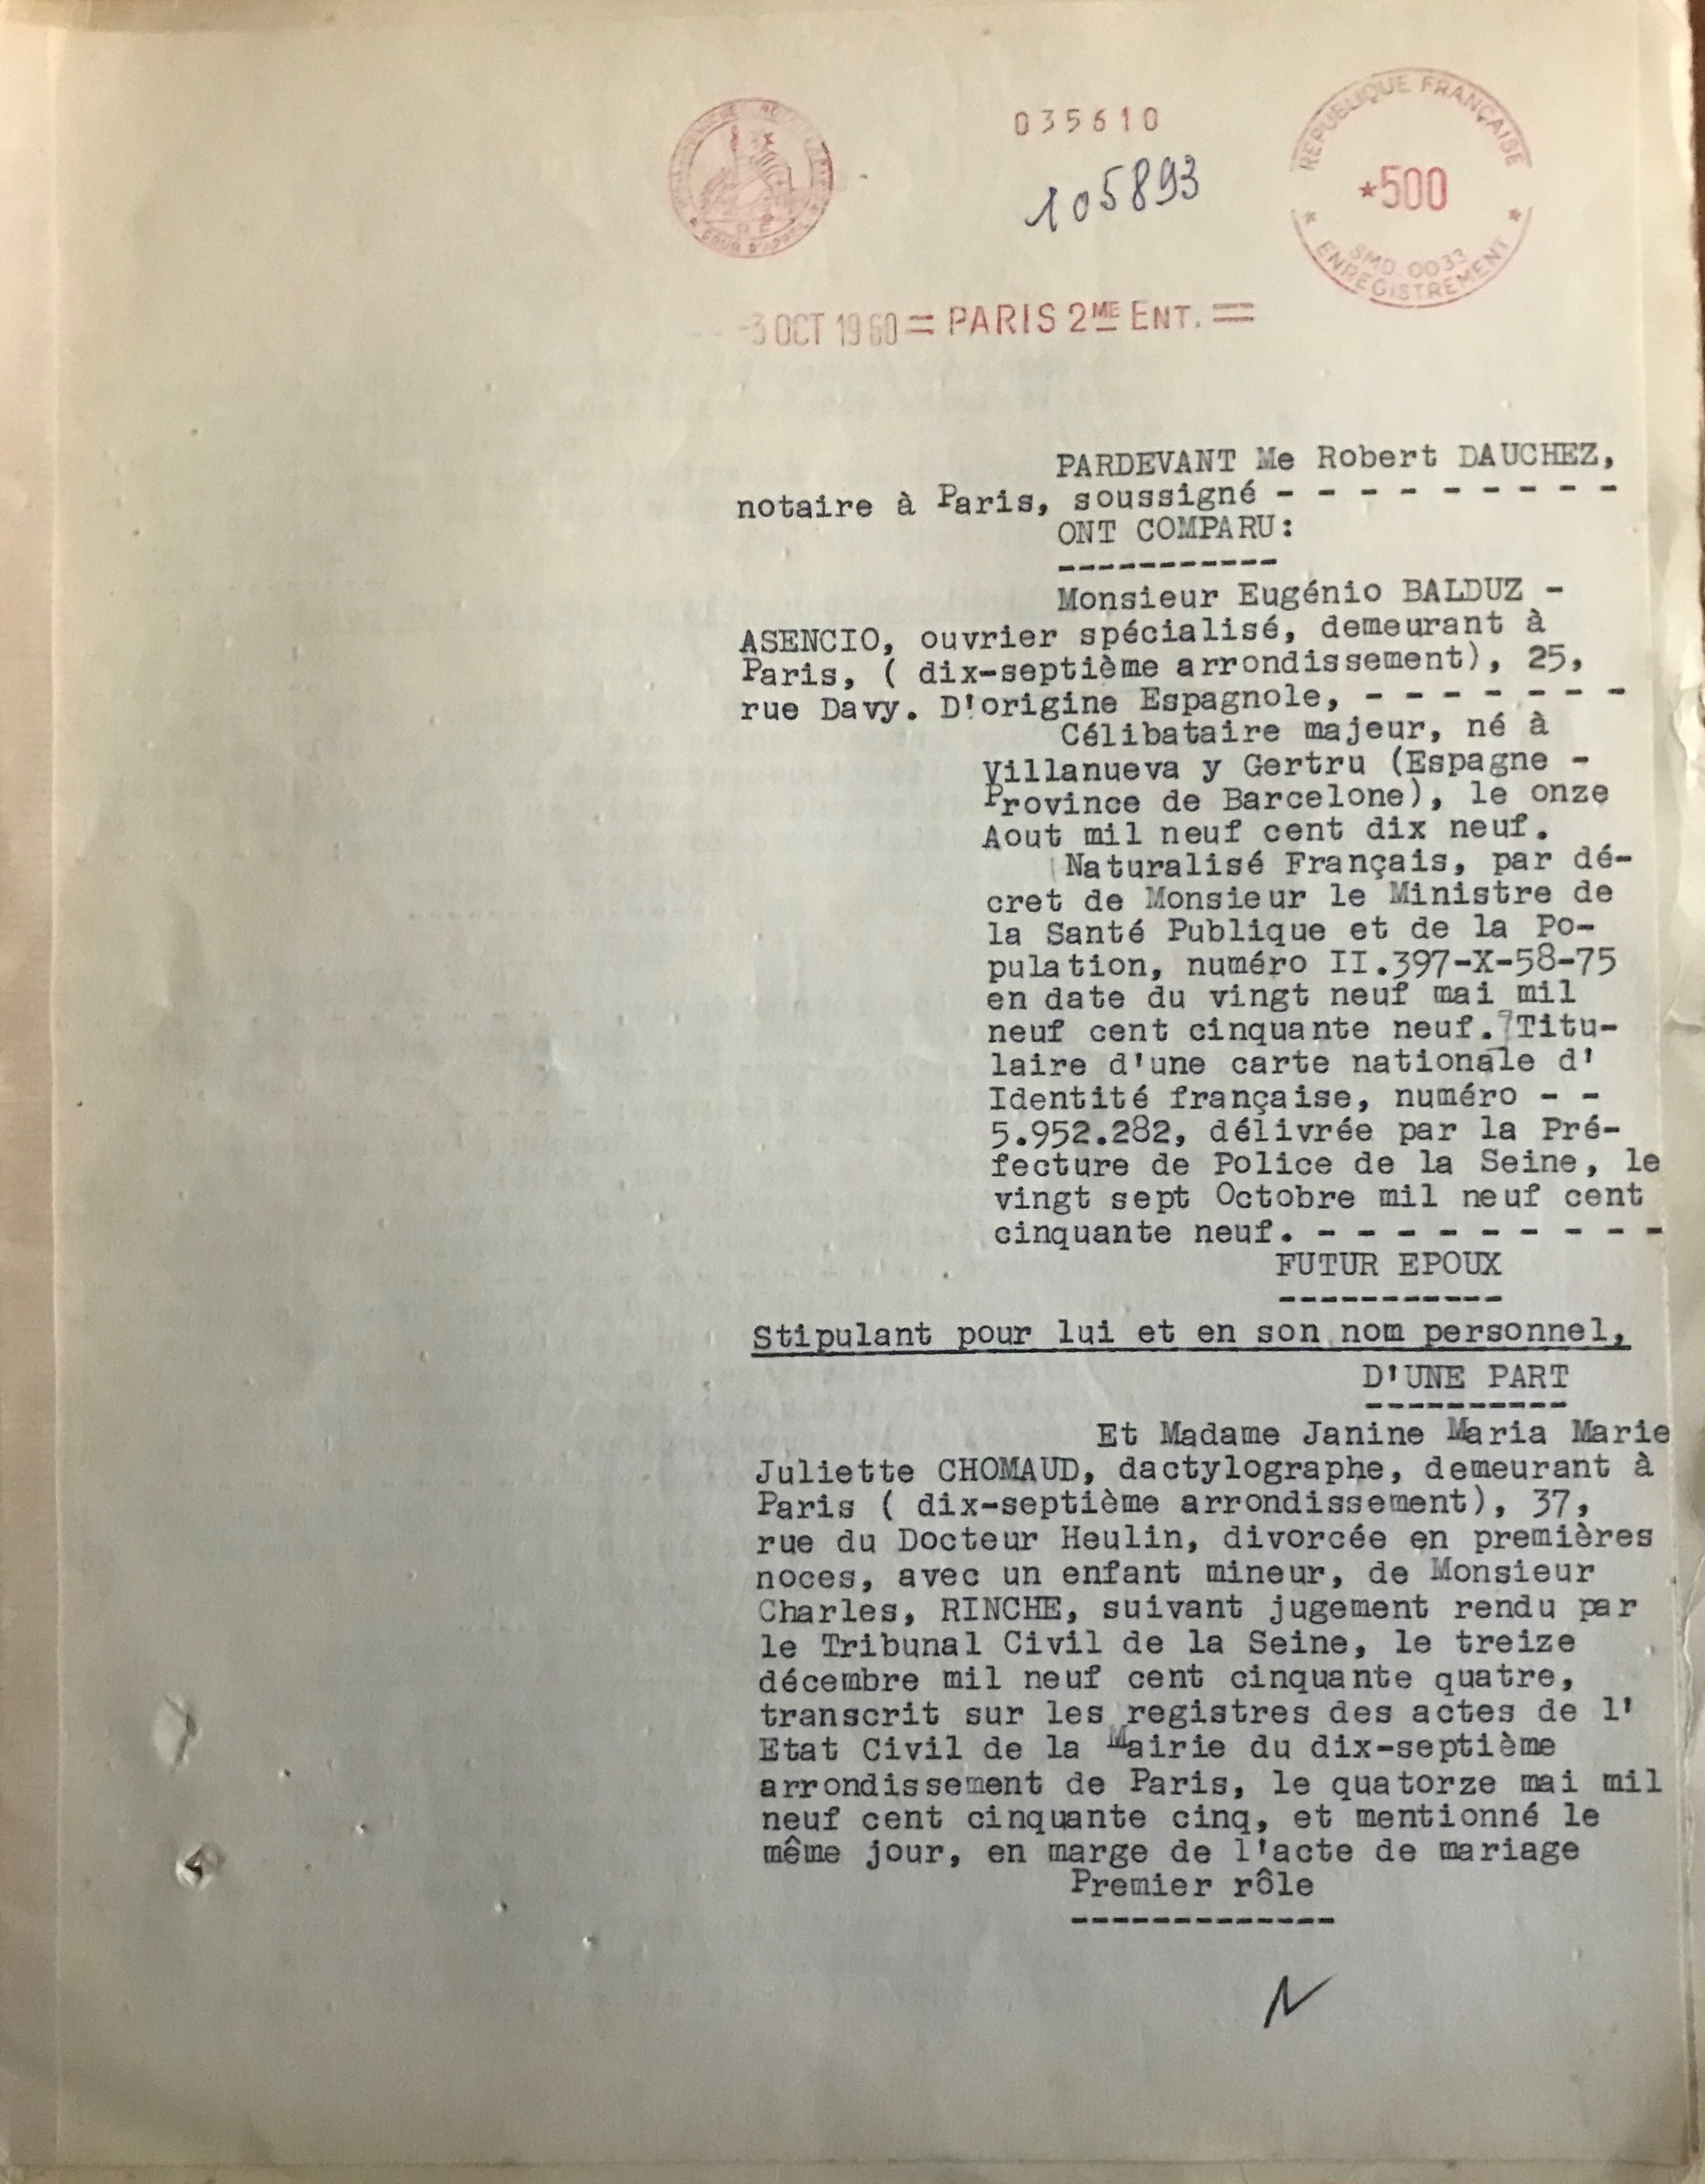 035610
105893
RÉPUBLIQUE FRANÇAISE
*500
SMD 0033
ENREGISTREMENT
COUR D'APPEL
-3 OCT 1960 = PARIS 2ME ENT. =
PARDEVANT Me Robert DAUCHEZ,
notaire à Paris, soussigné - - - - - - - - -
ONT COMPARU:
-----------
Monsieur Eugénio BALDUZ -
ASENCIO, ouvrier spécialisé, demeurant à
Paris, ( dix-septième arrondissement), 25,
rue Davy. D'origine Espagnole, - - - - - - -
Célibataire majeur, né à
Villanueva y Gertru (Espagne -
Province de Barcelone), le onze
Aout mil neuf cent dix neuf.
Naturalisé Français, par dé-
cret de Monsieur le Ministre de
la Santé Publique et de la Po-
pulation, numéro II.397-X-58-75
en date du vingt neuf mai mil
neuf cent cinquante neuf. Titu-
laire d'une carte nationale d'
Identité française, numéro - -
5.952.282, délivrée par la Pré-
fecture de Police de la Seine, le
vingt sept Octobre mil neuf cent
cinquante neuf. - - - - - - - - -
FUTUR EPOUX
-----------
Stipulant pour lui et en son nom personnel,
D'UNE PART
----------
Et Madame Janine Maria Marie
Juliette CHOMAUD, dactylographe, demeurant à
Paris ( dix-septième arrondissement), 37,
rue du Docteur Heulin, divorcée en premières
noces, avec un enfant mineur, de Monsieur
Charles, RINCHE, suivant jugement rendu par
le Tribunal Civil de la Seine, le treize
décembre mil neuf cent cinquante quatre,
transcrit sur les registres des actes de l'
Etat Civil de la Mairie du dix-septième
arrondissement de Paris, le quatorze mai mil
neuf cent cinquante cinq, et mentionné le
même jour, en marge de l'acte de mariage
Premier rôle
-------------
N